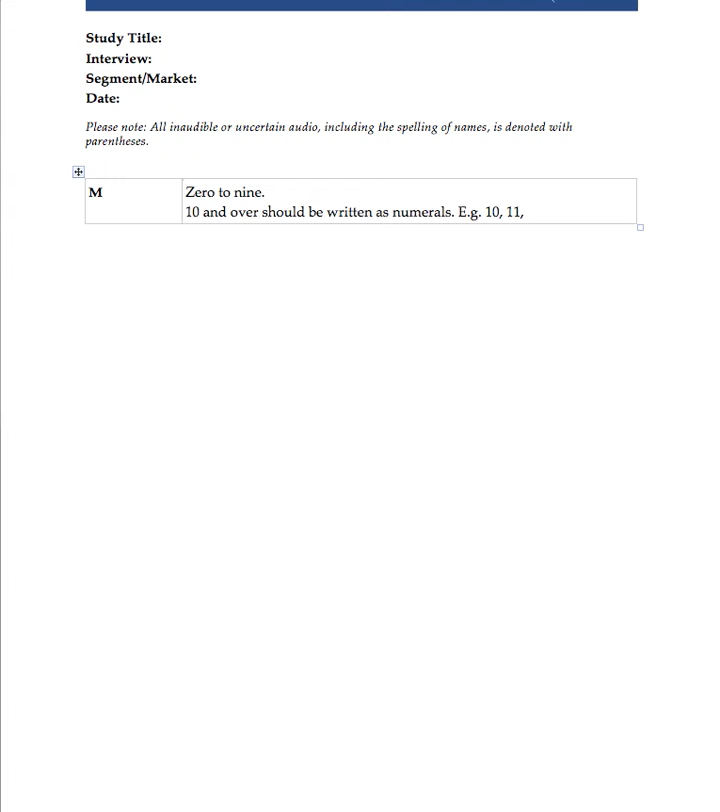 Study Title:
Interview:
Segment/Market:
Date:
Please note: All inaudible or uncertain audio, including the spelling of names, is denoted with
parentheses.
M
Zero to nine.
10 and over should be written as numerals. E.g. 10, 11,